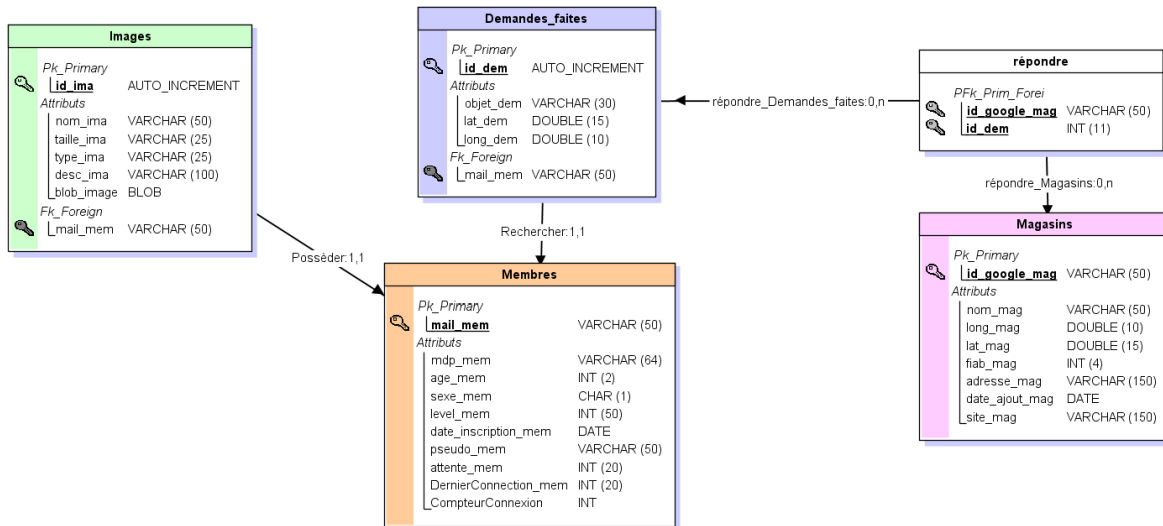 Images
Pk_Primary
id_ima AUTO_INCREMENT
Attributs
nom_ima VARCHAR (50)
taille_ima VARCHAR (25)
type_ima VARCHAR (25)
desc_ima VARCHAR (100)
blob_image BLOB
Fk_Foreign
mail_mem VARCHAR (50)
Demandes_faites
Pk_Primary
id_dem AUTO_INCREMENT
Attributs
objet_dem VARCHAR (30)
lat_dem DOUBLE (15)
long_dem DOUBLE (10)
Fk_Foreign
mail_mem VARCHAR (50)
répondre_Demandes_faites:0,n
répondre
PFk_Prim_Forei
id_google_mag VARCHAR (50)
id_dem INT (11)
répondre_Magasins:0,n
Rechercher:1,1
Posséder:1,1
Membres
Pk_Primary
mail_mem VARCHAR (50)
Attributs
mdp_mem VARCHAR (64)
age_mem INT (2)
sexe_mem CHAR (1)
level_mem INT (50)
date_inscription_mem DATE
pseudo_mem VARCHAR (50)
attente_mem INT (20)
DernierConnection_mem INT (20)
CompteurConnexion INT
Magasins
Pk_Primary
id_google_mag VARCHAR (50)
Attributs
nom_mag VARCHAR (50)
long_mag DOUBLE (10)
lat_mag DOUBLE (15)
fiab_mag INT (4)
adresse_mag VARCHAR (150)
date_ajout_mag DATE
site_mag VARCHAR (150)